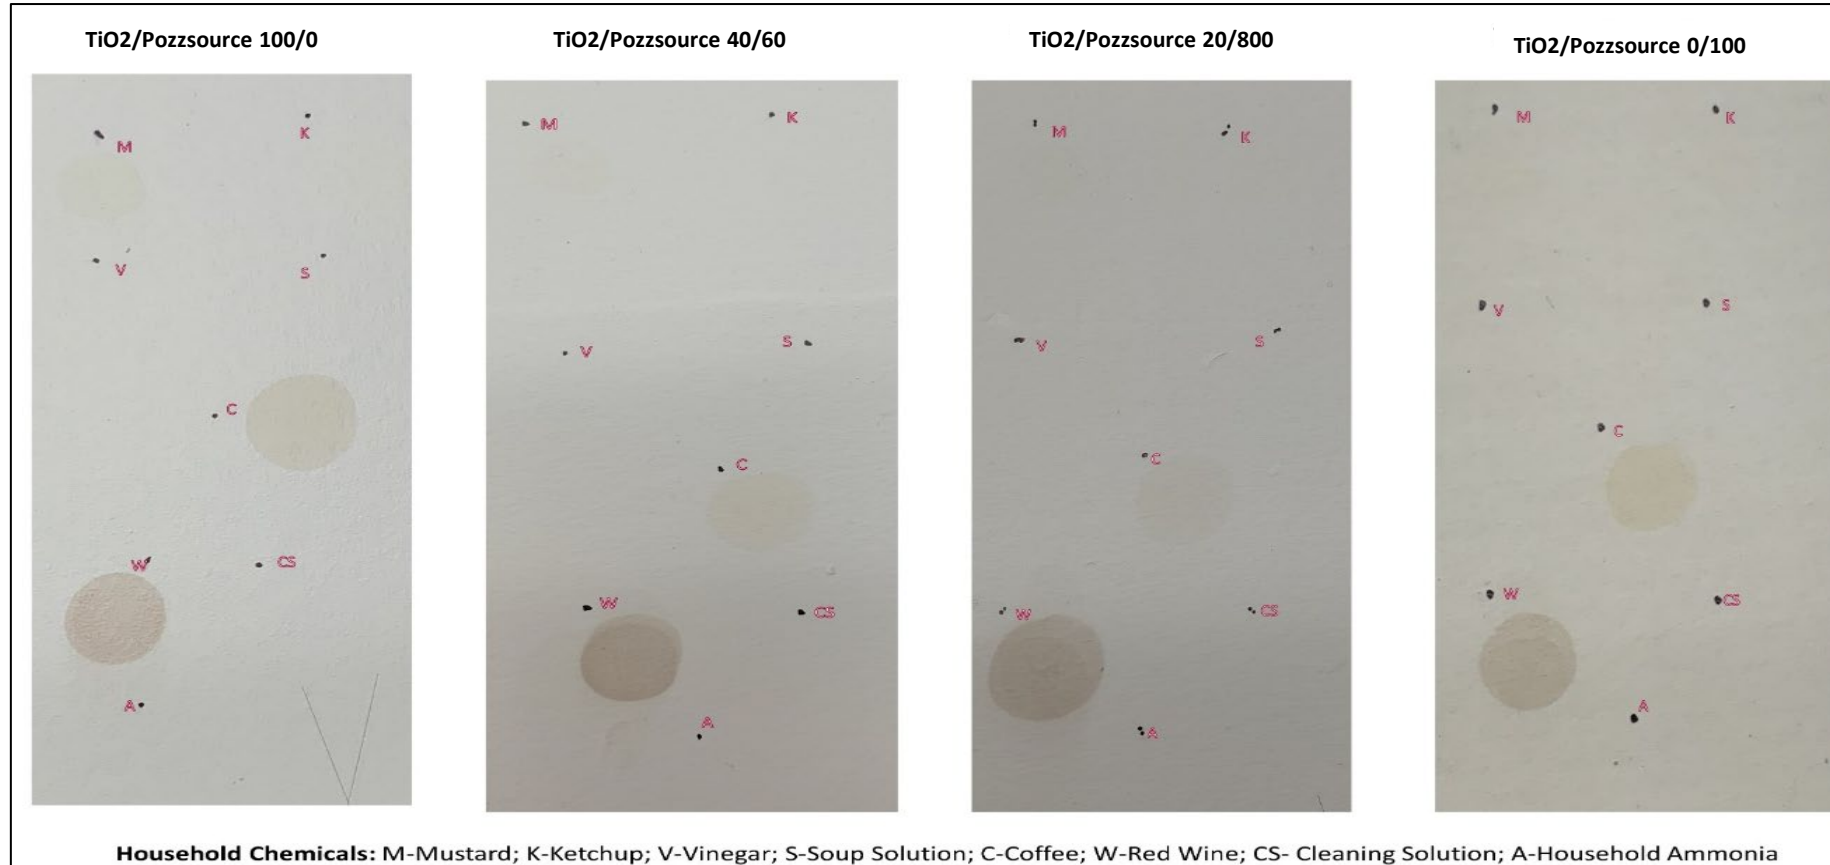 TiO2/Pozzsource 100/0
TiO2/Pozzsource 40/60
TiO2/Pozzsource 20/800
TiO2/Pozzsource 0/100
M
K
V
S
C
W
CS
A
M
K
V
S
C
W
CS
A
M
K
V
S
C
W
CS
A
M
K
V
S
C
W
CS
A
Household Chemicals: M-Mustard; K-Ketchup; V-Vinegar; S-Soup Solution; C-Coffee; W-Red Wine; CS- Cleaning Solution; A-Household Ammonia